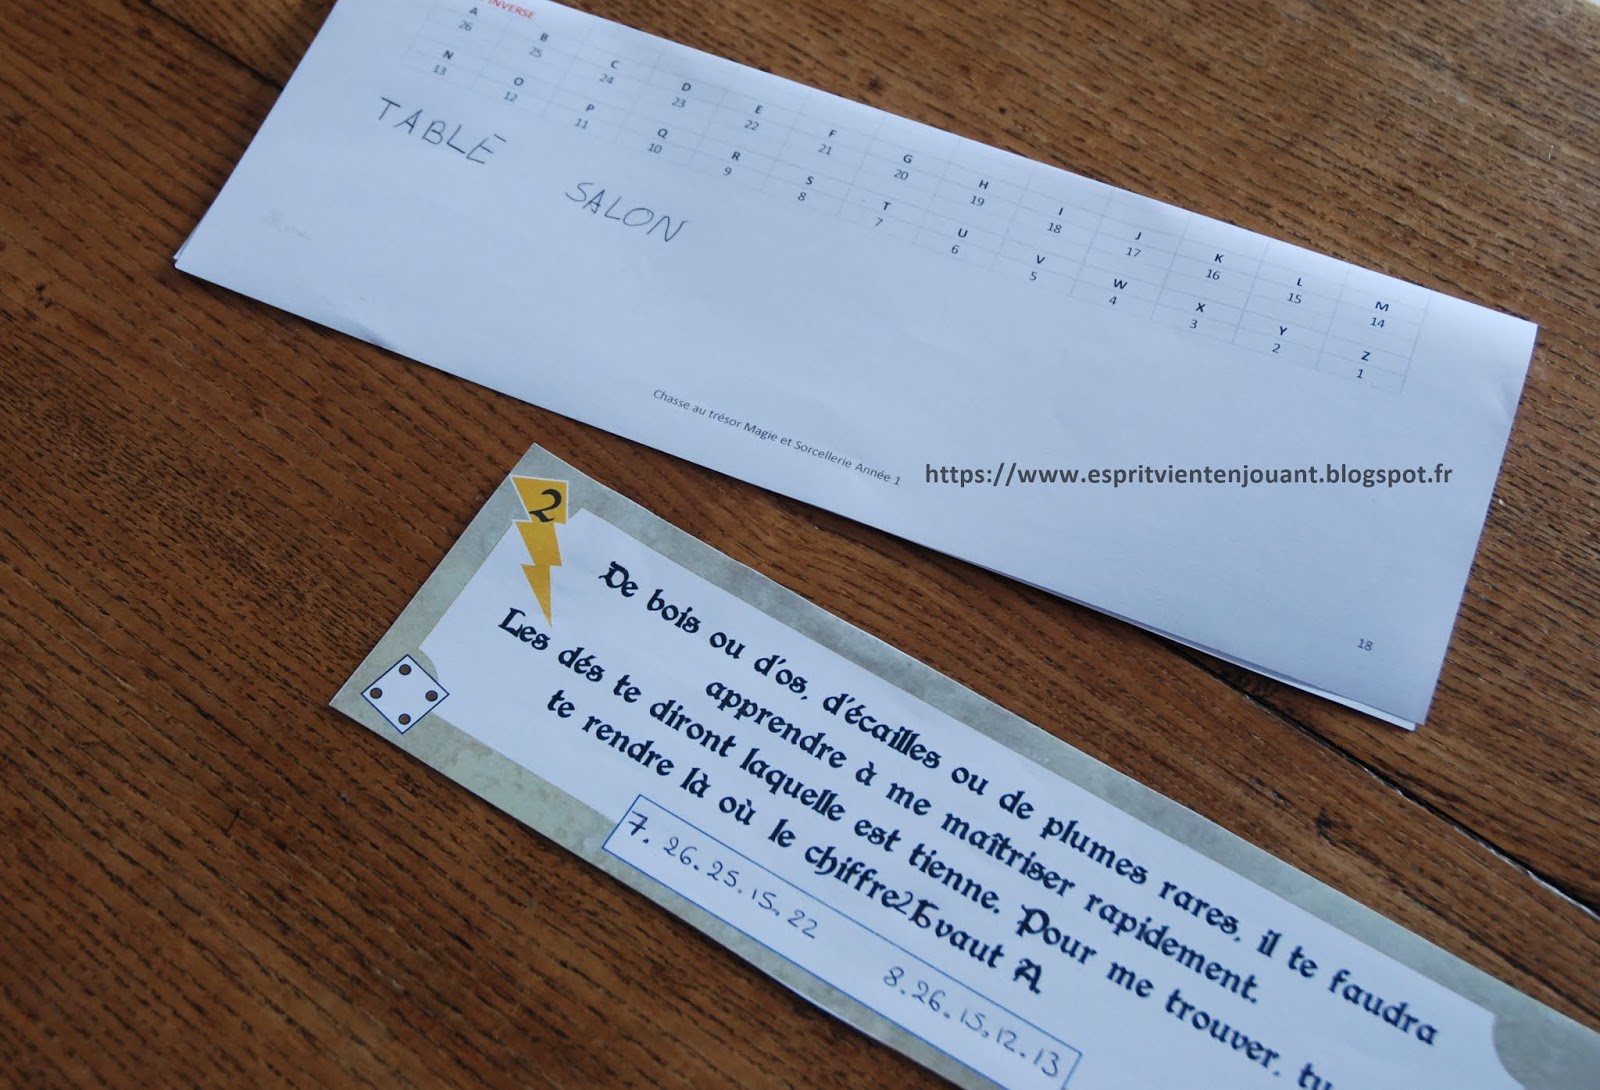 INVERSE
A B C D E F G H I J K L M
26 25 24 23 22 21 20 19 18 17 16 15 14
N O P Q R S T U V W X Y Z
13 12 11 10 9 8 7 6 5 4 3 2 1
TABLE SALON
Chasse au trésor Magie et Sorcellerie Année 1
https://www.espritvientenjouant.blogspot.fr
18
2
De bois ou d'os, d'écailles ou de plumes rares, il te faudra
apprendre à me maîtriser rapidement.
Les dés te diront laquelle est tienne. Pour me trouver, tu
te rendre là où le chiffre 26 vaut A
7. 26. 25. 15. 22 8. 26. 15. 12. 13